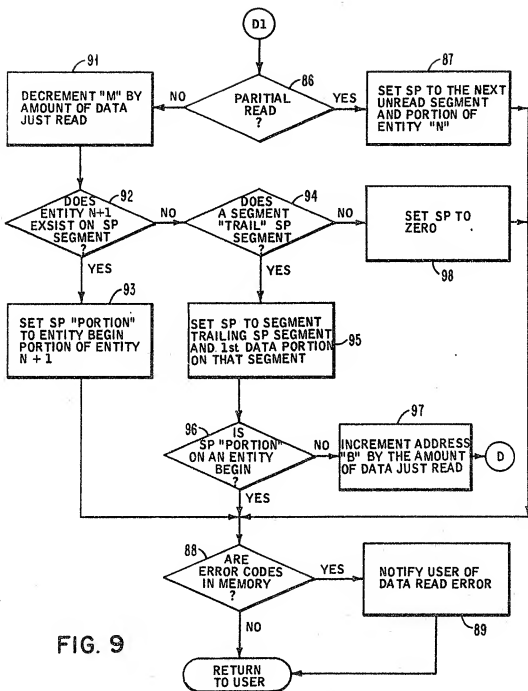 D1
91
DECREMENT "M" BY
AMOUNT OF DATA
JUST READ
NO
86
PARITIAL
READ
?
YES
87
SET SP TO THE NEXT
UNREAD SEGMENT
AND PORTION OF
ENTITY "N"
92
DOES
ENTITY N+1
EXSIST ON SP
SEGMENT
?
NO
YES
94
DOES
A SEGMENT
"TRAIL" SP
SEGMENT
?
NO
YES
SET SP TO
ZERO
98
93
SET SP "PORTION"
TO ENTITY BEGIN
PORTION OF ENTITY
N + 1
SET SP TO SEGMENT
TRAILING SP SEGMENT
AND 1st DATA PORTION
ON THAT SEGMENT
95
96
IS
SP "PORTION"
ON AN ENTITY
BEGIN
?
NO
YES
97
INCREMENT ADDRESS
"B" BY THE AMOUNT
OF DATA JUST READ
D
88
ARE
ERROR CODES
IN MEMORY
?
YES
NO
NOTIFY USER OF
DATA READ ERROR
89
RETURN
TO USER
FIG. 9